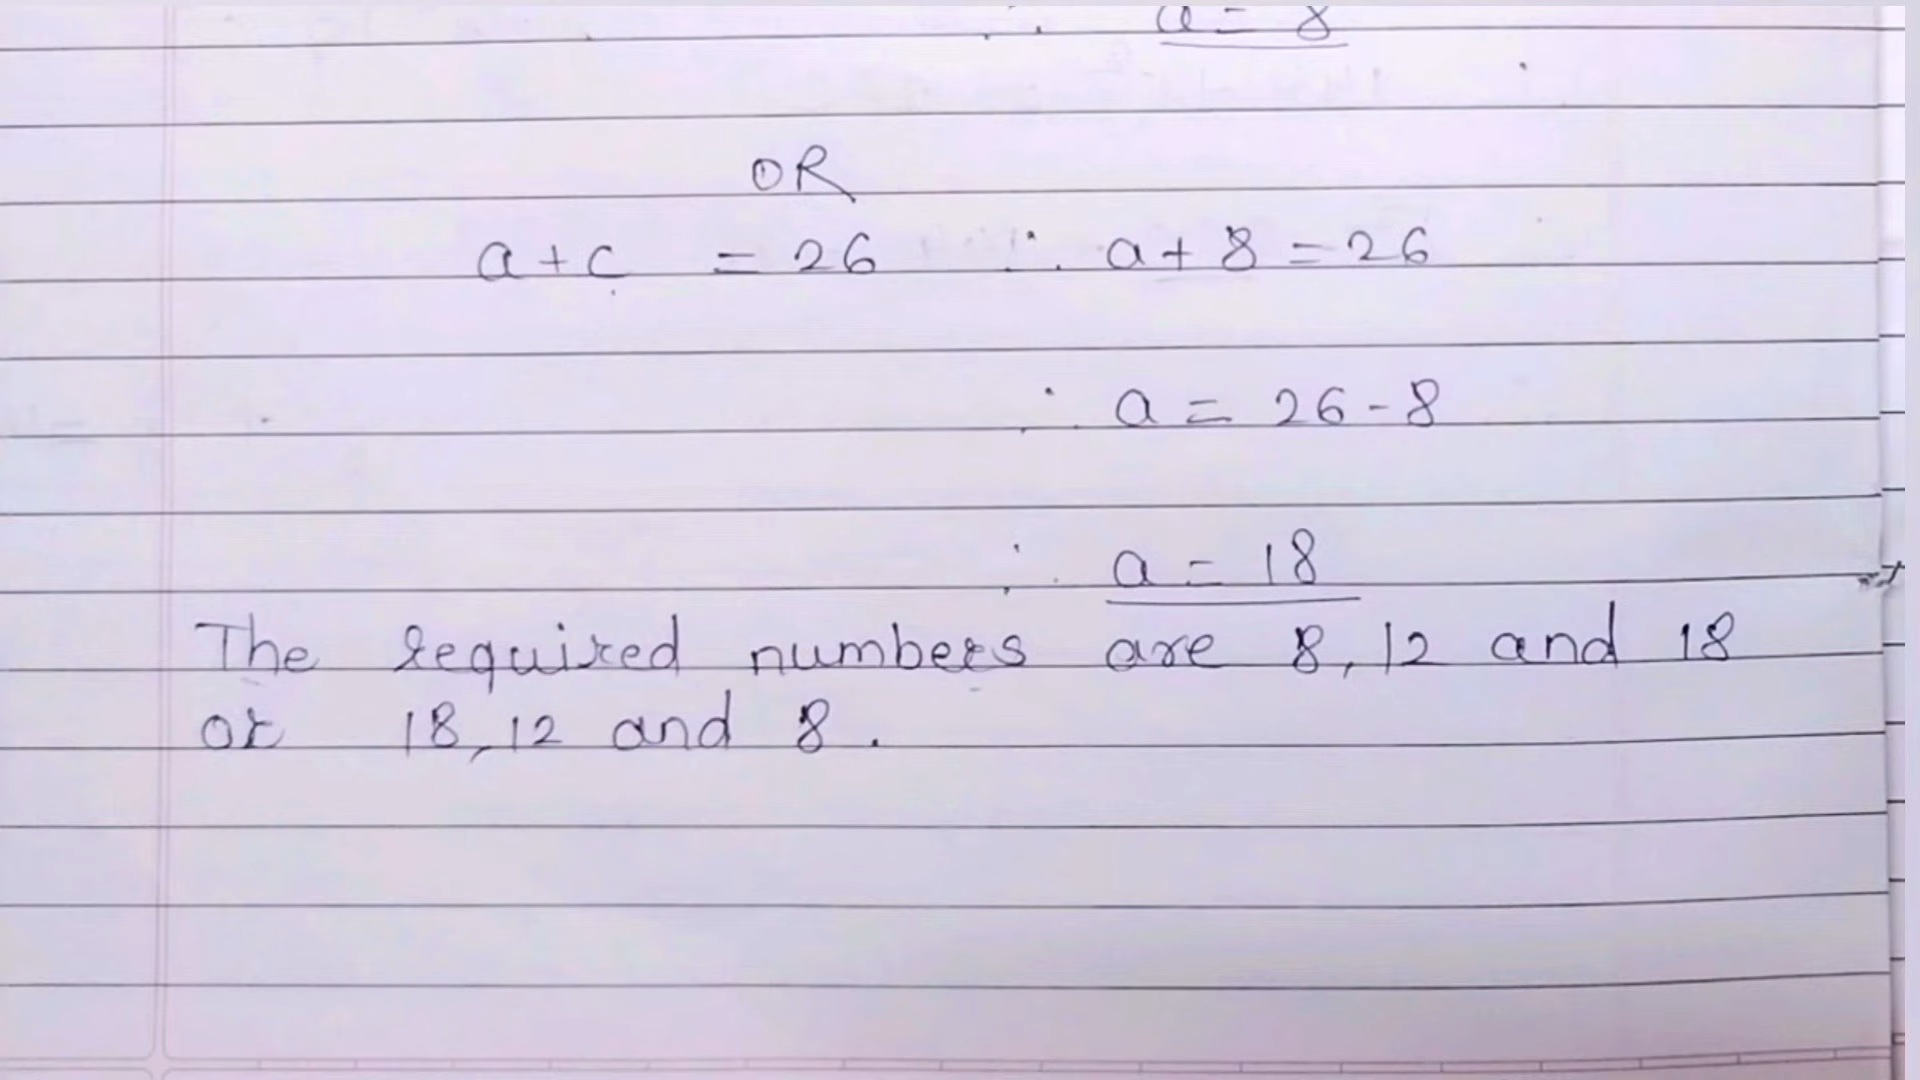 ∴ a = 8
OR
a + c = 26 ∴ a + 8 = 26
∴ a = 26 - 8
∴ a = 18
The required numbers are 8, 12 and 18
or 18, 12 and 8.